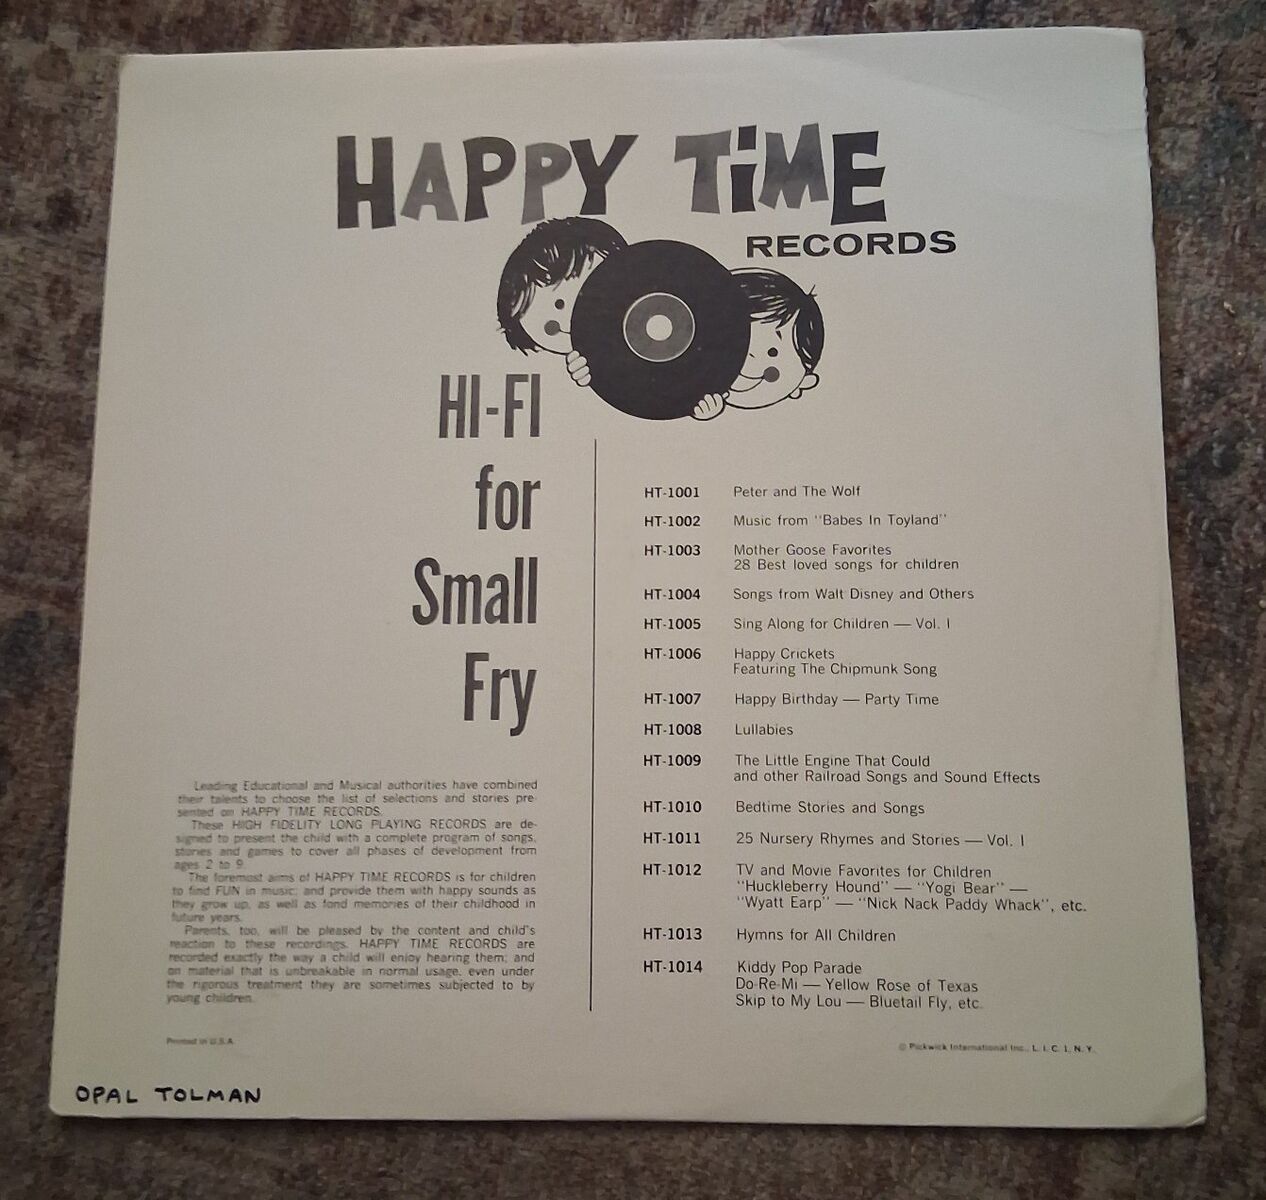 HAPPY TiME
RECORDS
HI-FI
for
Small
Fry
Leading Educational and Musical authorities have combined
their talents to choose the list of selections and stories pre-
sented on HAPPY TIME RECORDS.
These HIGH FIDELITY LONG PLAYING RECORDS are de-
signed to present the child with a complete program of songs,
stories and games to cover all phases of development from
ages 2 to 9.
The foremost aims of HAPPY TIME RECORDS is for children
to find FUN in music; and provide them with happy sounds as
they grow up, as well as fond memories of their childhood in
future years.
Parents, too, will be pleased by the content and child's
reaction to these recordings. HAPPY TIME RECORDS are
recorded exactly the way a child will enjoy hearing them; and
on material that is unbreakable in normal usage, even under
the rigorous treatment they are sometimes subjected to by
young children.
HT-1001 Peter and The Wolf
HT-1002 Music from "Babes In Toyland"
HT-1003 Mother Goose Favorites
28 Best loved songs for children
HT-1004 Songs from Walt Disney and Others
HT-1005 Sing Along for Children — Vol. I
HT-1006 Happy Crickets
Featuring The Chipmunk Song
HT-1007 Happy Birthday — Party Time
HT-1008 Lullabies
HT-1009 The Little Engine That Could
and other Railroad Songs and Sound Effects
HT-1010 Bedtime Stories and Songs
HT-1011 25 Nursery Rhymes and Stories — Vol. I
HT-1012 TV and Movie Favorites for Children
"Huckleberry Hound" — "Yogi Bear" —
"Wyatt Earp" — "Nick Nack Paddy Whack", etc.
HT-1013 Hymns for All Children
HT-1014 Kiddy Pop Parade
Do-Re-Mi — Yellow Rose of Texas
Skip to My Lou — Bluetail Fly, etc.
Printed in U.S.A.
© Pickwick International Inc., L. I. C. 1, N. Y.
OPAL TOLMAN